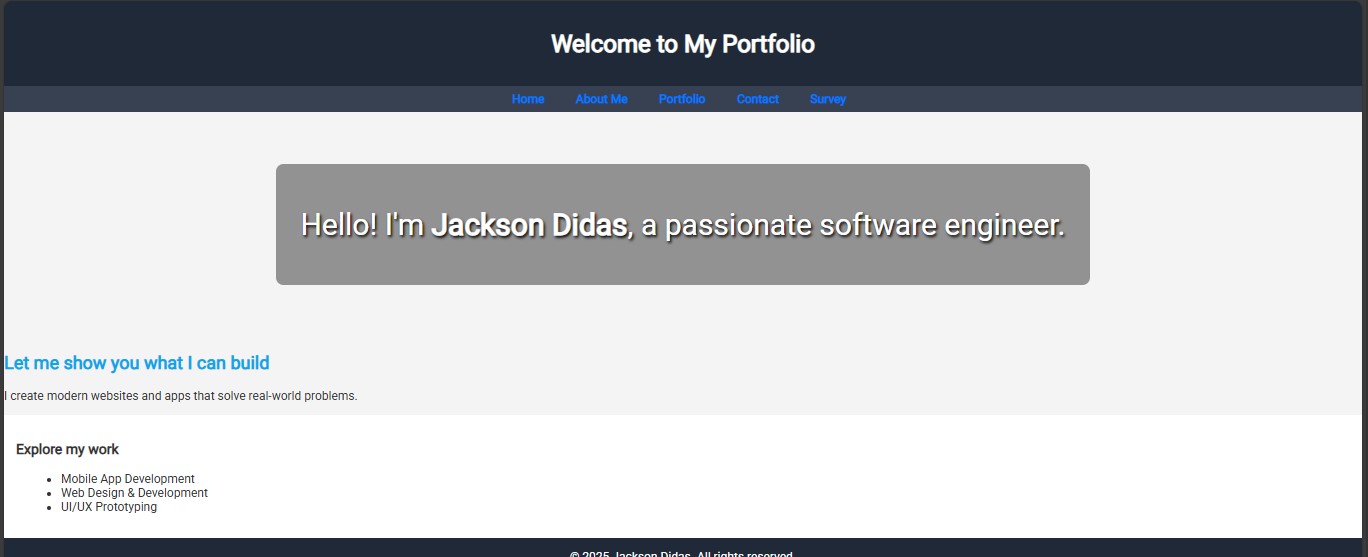 Welcome to My Portfolio
Home About Me Portfolio Contact Survey
Hello! I'm Jackson Didas, a passionate software engineer.
Let me show you what I can build
I create modern websites and apps that solve real-world problems.
Explore my work
• Mobile App Development
• Web Design & Development
• UI/UX Prototyping
© 2025 Jackson Didas. All rights reserved.